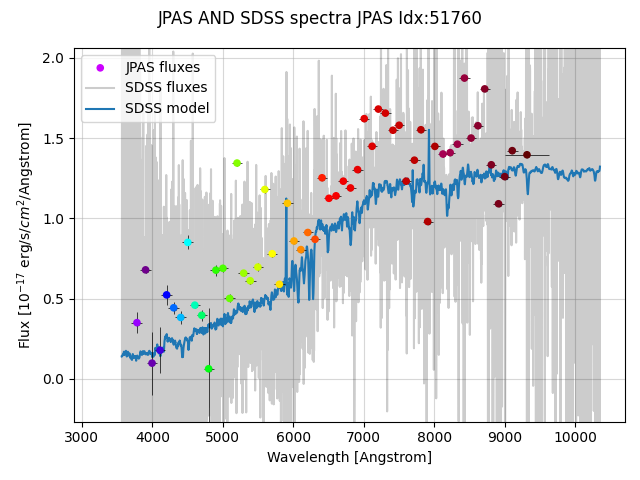 JPAS AND SDSS spectra JPAS Idx:51760
JPAS fluxes
SDSS fluxes
SDSS model
2.0
1.5
1.0
0.5
0.0
Flux [10^{-17} erg/s/cm^2/Angstrom]
3000 4000 5000 6000 7000 8000 9000 10000
Wavelength [Angstrom]